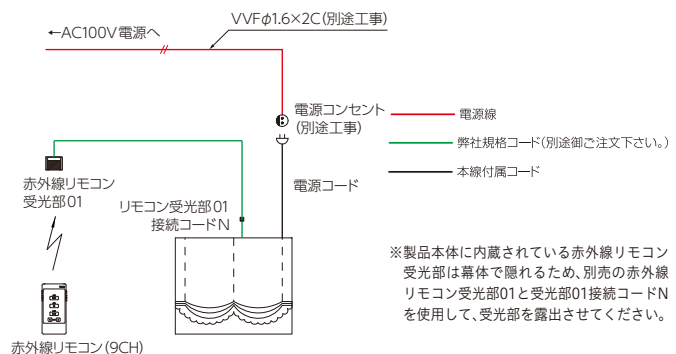 VVFφ1.6×2C(別途工事)
←AC100V電源へ
電源コンセント
(別途工事)
電源線
弊社規格コード(別途御ご注文下さい。)
本線付属コード
電源コード
赤外線リモコン
受光部01
リモコン受光部01
接続コードN
※製品本体に内蔵されている赤外線リモコン
受光部は幕体で隠れるため、別売の赤外線
リモコン受光部01と受光部01接続コードN
を使用して、受光部を露出させてください。
赤外線リモコン(9CH)